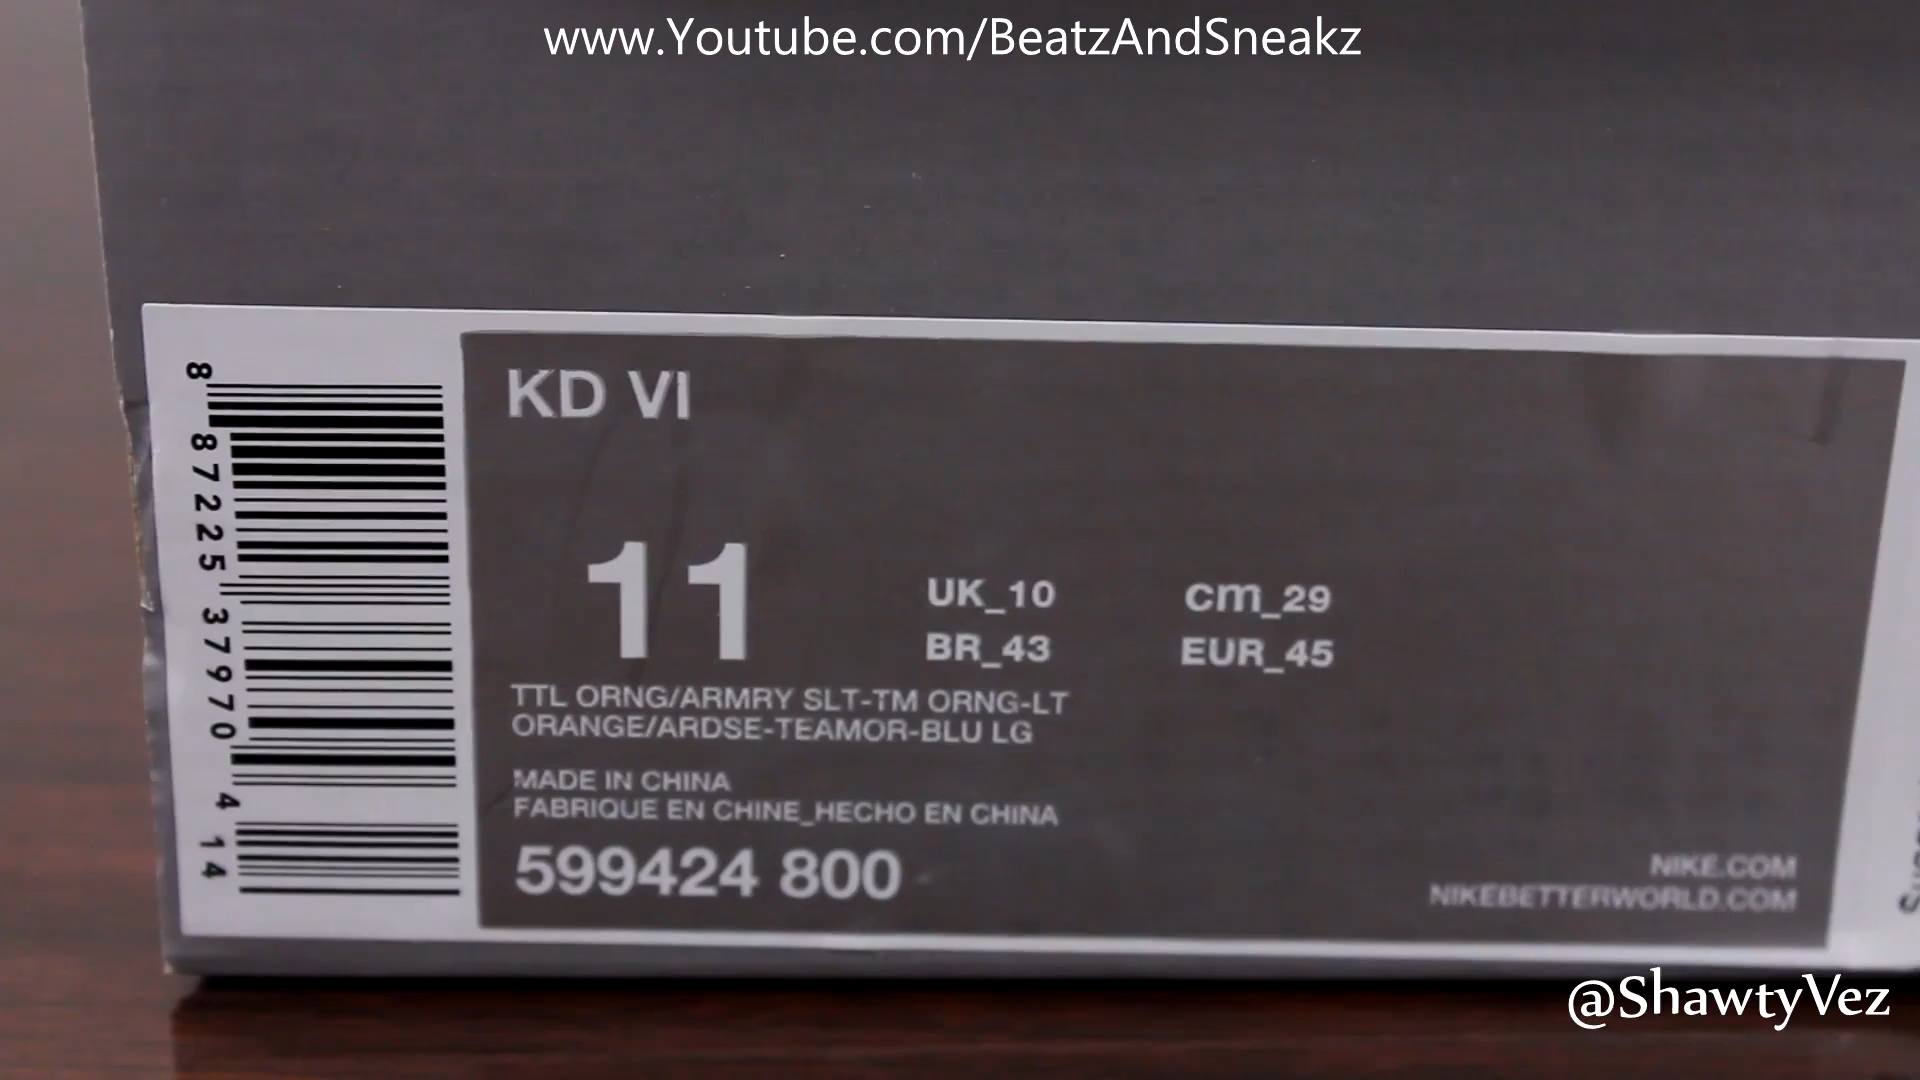 www.Youtube.com/BeatzAndSneakz
KD VI
11
UK_10
cm_29
BR_43
EUR_45
TTL ORNG/ARMRY SLT-TM ORNG-LT
ORANGE/ARDSE-TEAMOR-BLU LG
MADE IN CHINA
FABRIQUE EN CHINE_HECHO EN CHINA
599424 800
NIKE.COM
NIKEBETTERWORLD.COM
8 87225 37970 4 14
@ShawtyVez